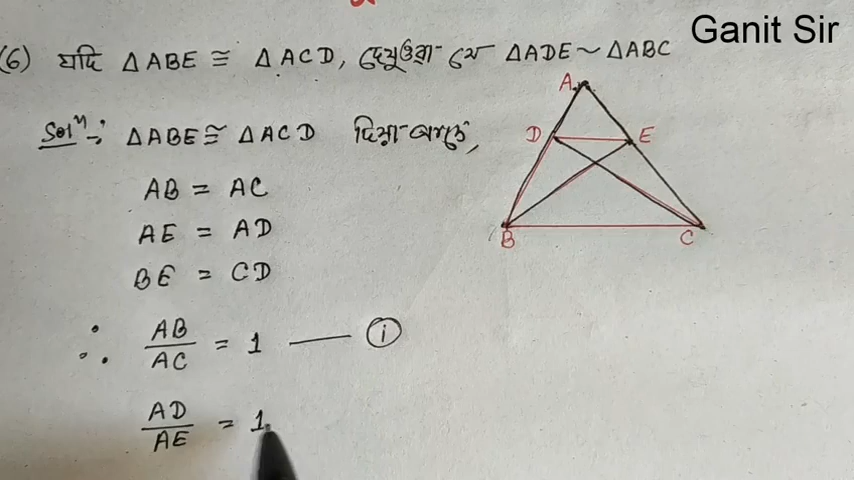 Ganit Sir
(6) যদি △ABE ≅ △ACD, দেখুওৱা যে △ADE ~ △ABC
Solⁿ -: △ABE ≅ △ACD দিয়া আছে,
AB = AC
AE = AD
BE = CD
∴ AB/AC = 1 —— (i)
AD/AE = 1
A
D E
B C